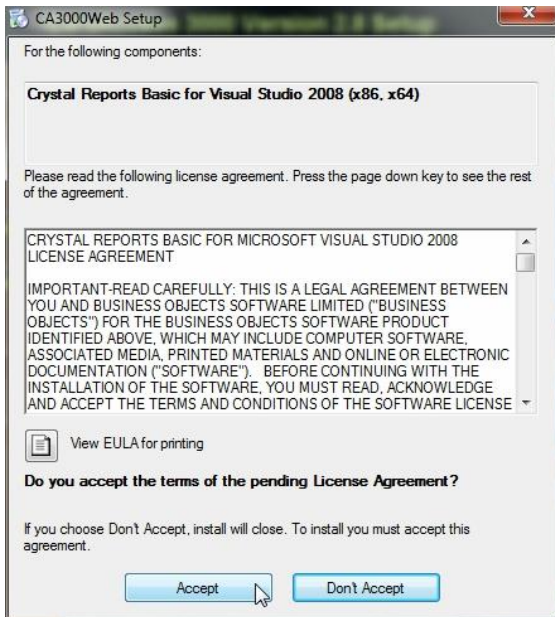 CA3000Web Setup
For the following components:
Crystal Reports Basic for Visual Studio 2008 (x86, x64)
Please read the following license agreement. Press the page down key to see the rest
of the agreement.
CRYSTAL REPORTS BASIC FOR MICROSOFT VISUAL STUDIO 2008
LICENSE AGREEMENT
IMPORTANT-READ CAREFULLY: THIS IS A LEGAL AGREEMENT BETWEEN
YOU AND BUSINESS OBJECTS SOFTWARE LIMITED ("BUSINESS
OBJECTS") FOR THE BUSINESS OBJECTS SOFTWARE PRODUCT
IDENTIFIED ABOVE, WHICH MAY INCLUDE COMPUTER SOFTWARE,
ASSOCIATED MEDIA, PRINTED MATERIALS AND ONLINE OR ELECTRONIC
DOCUMENTATION ("SOFTWARE"). BEFORE CONTINUING WITH THE
INSTALLATION OF THE SOFTWARE, YOU MUST READ, ACKNOWLEDGE
AND ACCEPT THE TERMS AND CONDITIONS OF THE SOFTWARE LICENSE
View EULA for printing
Do you accept the terms of the pending License Agreement?
If you choose Don't Accept, install will close. To install you must accept this
agreement.
Accept
Don't Accept